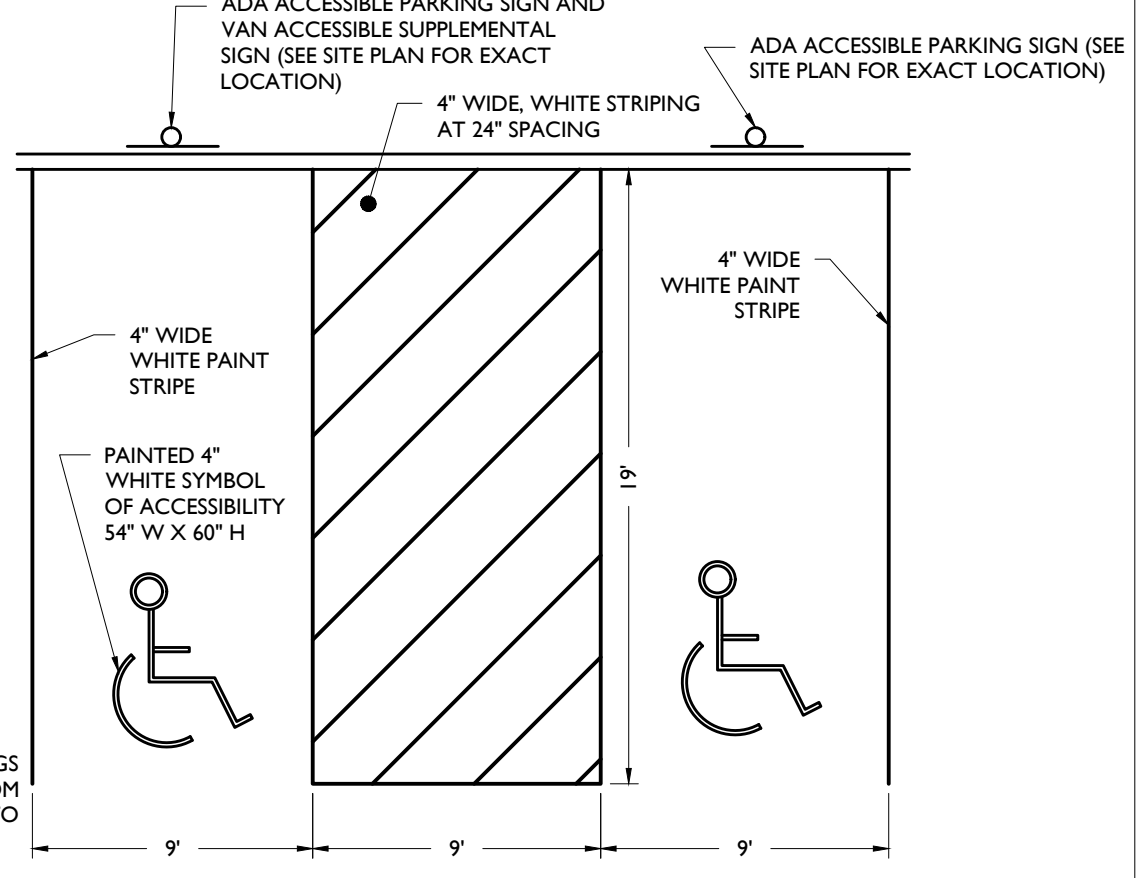 ADA ACCESSIBLE PARKING SIGN AND
VAN ACCESSIBLE SUPPLEMENTAL
SIGN (SEE SITE PLAN FOR EXACT
LOCATION)
ADA ACCESSIBLE PARKING SIGN (SEE
SITE PLAN FOR EXACT LOCATION)
4" WIDE, WHITE STRIPING
AT 24" SPACING
4" WIDE
WHITE PAINT
STRIPE
4" WIDE
WHITE PAINT
STRIPE
PAINTED 4"
WHITE SYMBOL
OF ACCESSIBILITY
54" W X 60" H
19'
9'
9'
9'